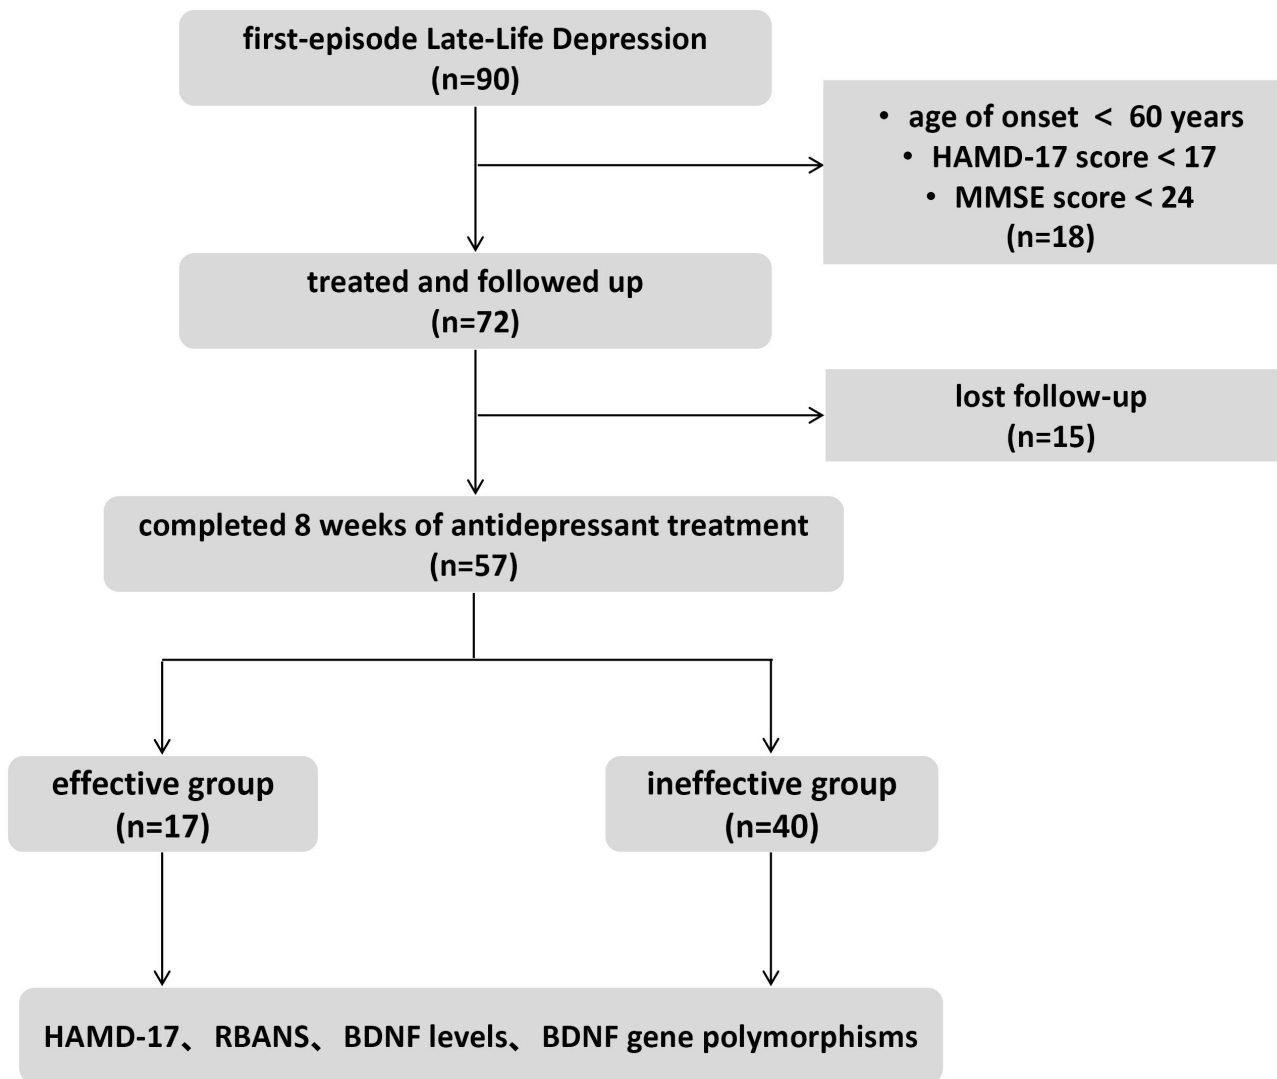 first-episode Late-Life Depression
(n=90)
• age of onset < 60 years
• HAMD-17 score < 17
• MMSE score < 24
(n=18)
treated and followed up
(n=72)
lost follow-up
(n=15)
completed 8 weeks of antidepressant treatment
(n=57)
effective group
(n=17)
ineffective group
(n=40)
HAMD-17、RBANS、BDNF levels、BDNF gene polymorphisms